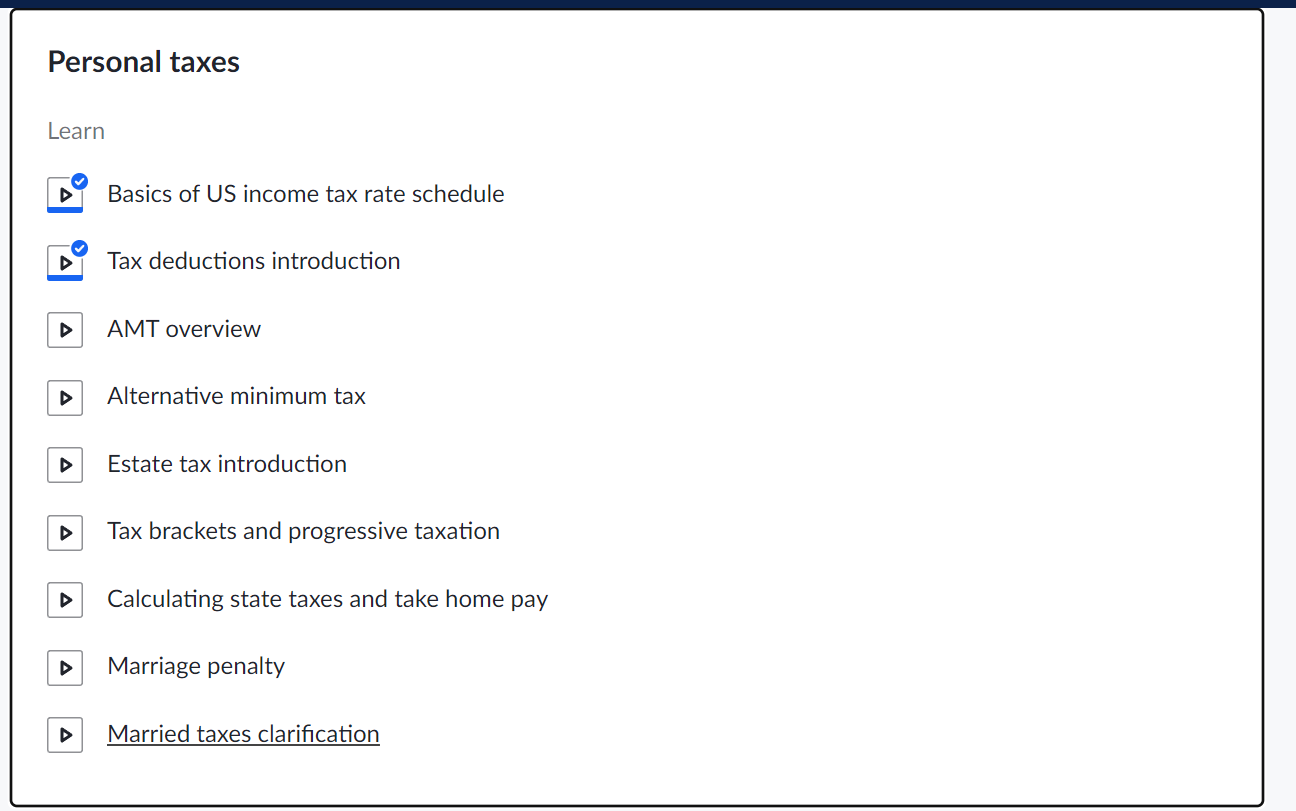 Personal taxes
Learn
Basics of US income tax rate schedule
Tax deductions introduction
AMT overview
Alternative minimum tax
Estate tax introduction
Tax brackets and progressive taxation
Calculating state taxes and take home pay
Marriage penalty
Married taxes clarification